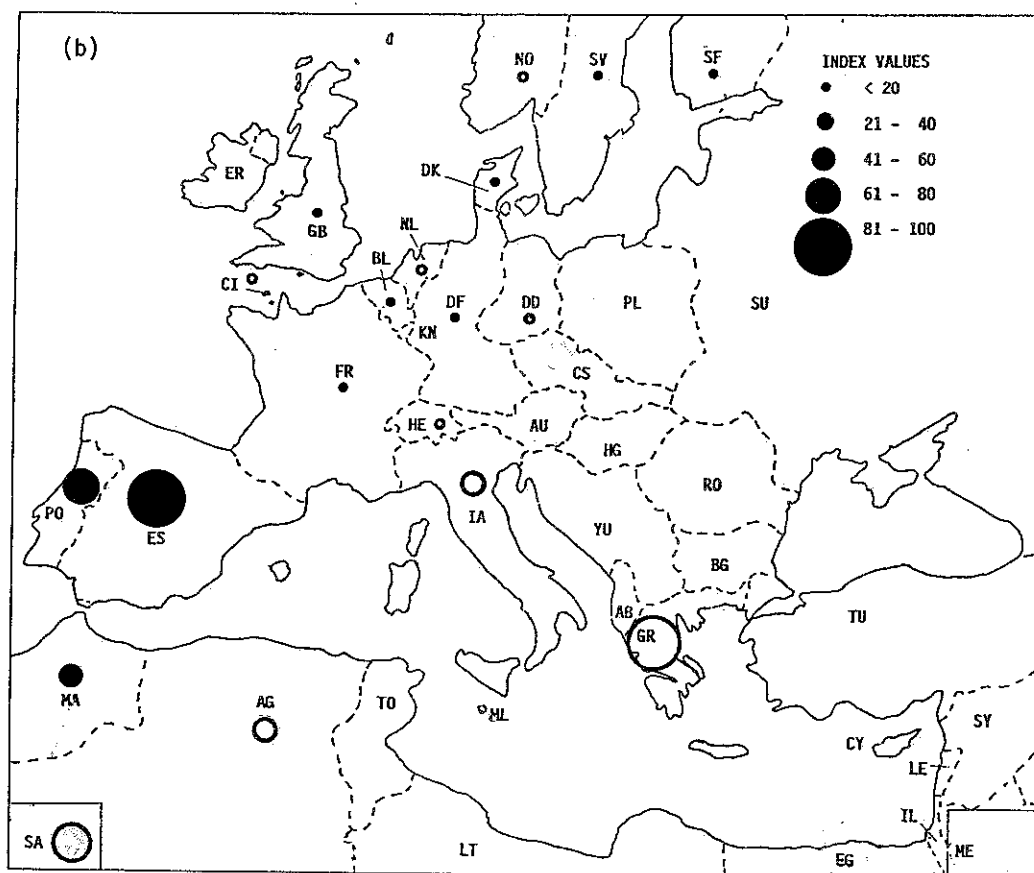 (b)
NO
SV
SF
INDEX VALUES
< 20
21 - 40
41 - 60
61 - 80
81 - 100
ER
DK
GB
NL
BL
CI
KN
DF
DD
PL
SU
CS
FR
HE
AU
HG
RO
PO
ES
IA
YU
BG
AB
GR
TU
MA
AG
TO
ML
CY
SY
LE
IL
SA
LT
EG
ME